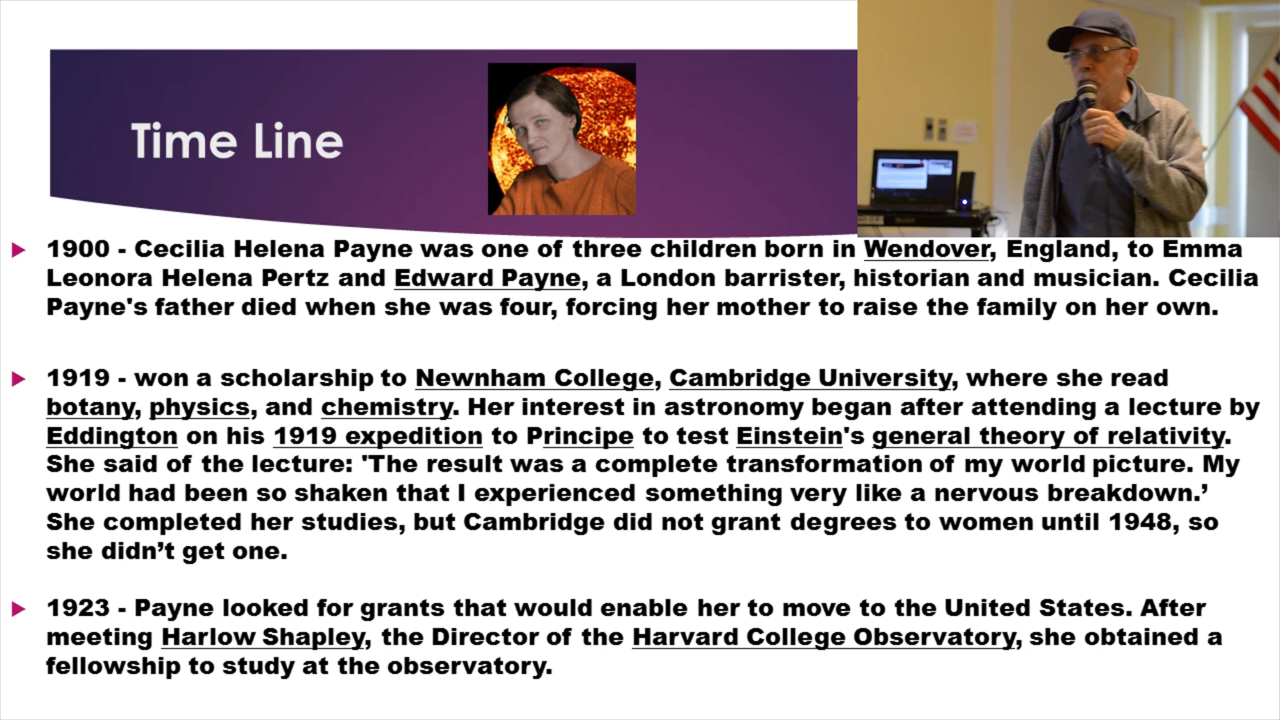 Time Line
1900 - Cecilia Helena Payne was one of three children born in Wendover, England, to Emma
Leonora Helena Pertz and Edward Payne, a London barrister, historian and musician. Cecilia
Payne's father died when she was four, forcing her mother to raise the family on her own.
1919 - won a scholarship to Newnham College, Cambridge University, where she read
botany, physics, and chemistry. Her interest in astronomy began after attending a lecture by
Eddington on his 1919 expedition to Principe to test Einstein's general theory of relativity.
She said of the lecture: 'The result was a complete transformation of my world picture. My
world had been so shaken that I experienced something very like a nervous breakdown.’
She completed her studies, but Cambridge did not grant degrees to women until 1948, so
she didn’t get one.
1923 - Payne looked for grants that would enable her to move to the United States. After
meeting Harlow Shapley, the Director of the Harvard College Observatory, she obtained a
fellowship to study at the observatory.